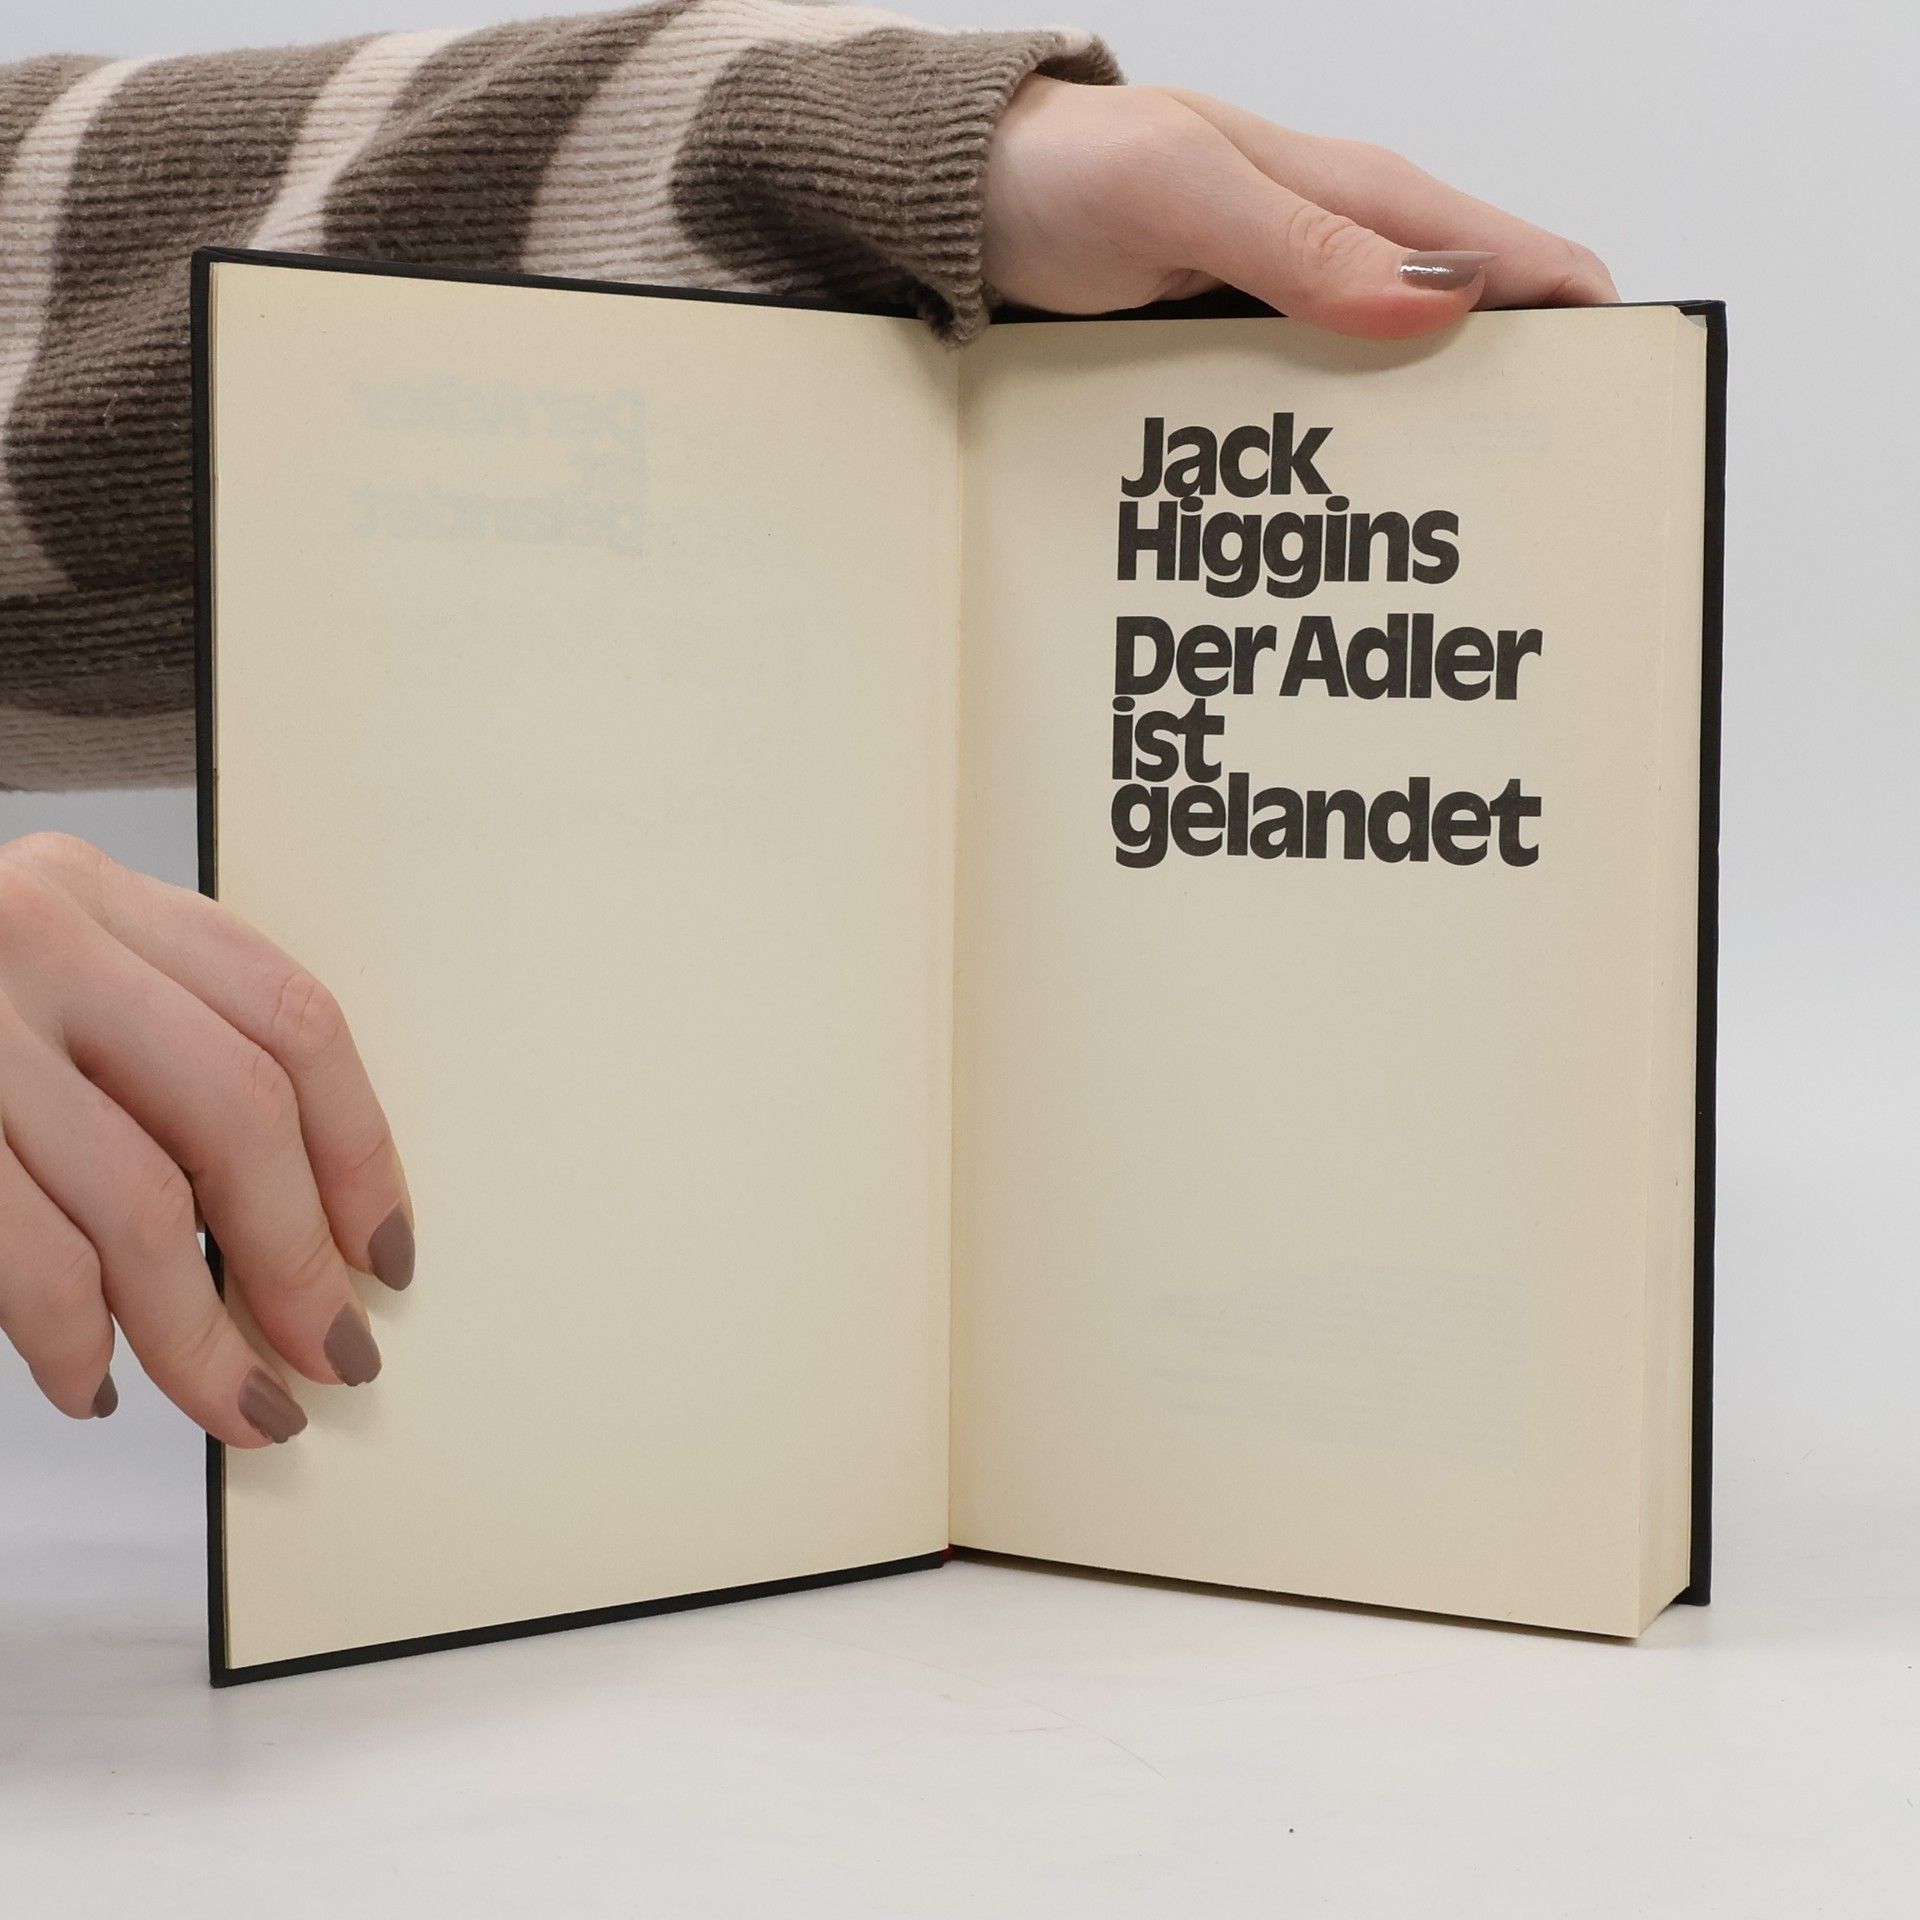 Jack
Higgins
Der Adler
ist
gelandet